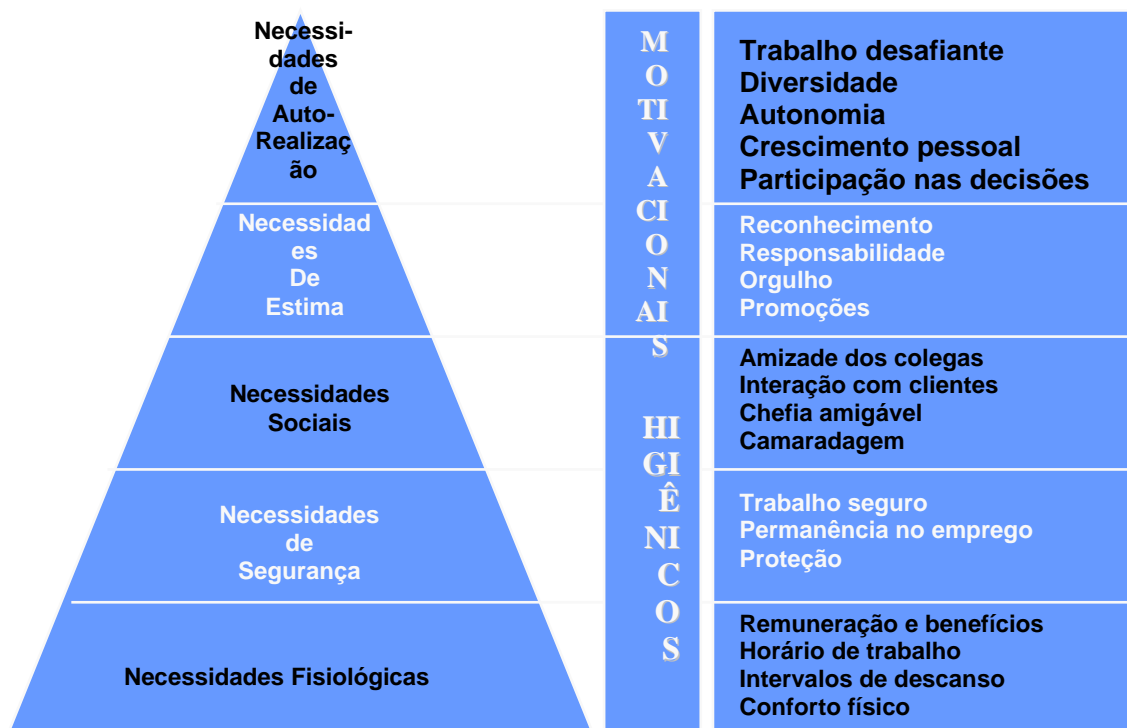 Necessi-
dades
de
Auto-
Realizaç
ão
Necessidad
es
De
Estima
Necessidades
Sociais
Necessidades
de
Segurança
Necessidades Fisiológicas
M
O
TI
V
A
CI
O
N
AI
S
HI
GI
Ê
NI
C
O
S
Trabalho desafiante
Diversidade
Autonomia
Crescimento pessoal
Participação nas decisões
Reconhecimento
Responsabilidade
Orgulho
Promoções
Amizade dos colegas
Interação com clientes
Chefia amigável
Camaradagem
Trabalho seguro
Permanência no emprego
Proteção
Remuneração e benefícios
Horário de trabalho
Intervalos de descanso
Conforto físico